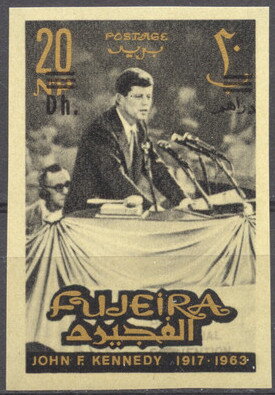 20 POSTAGE ٢٠
NP بريد
Dh. دراهم
FUJEIRA
الفجيرة
JOHN F. KENNEDY 1917 - 1963